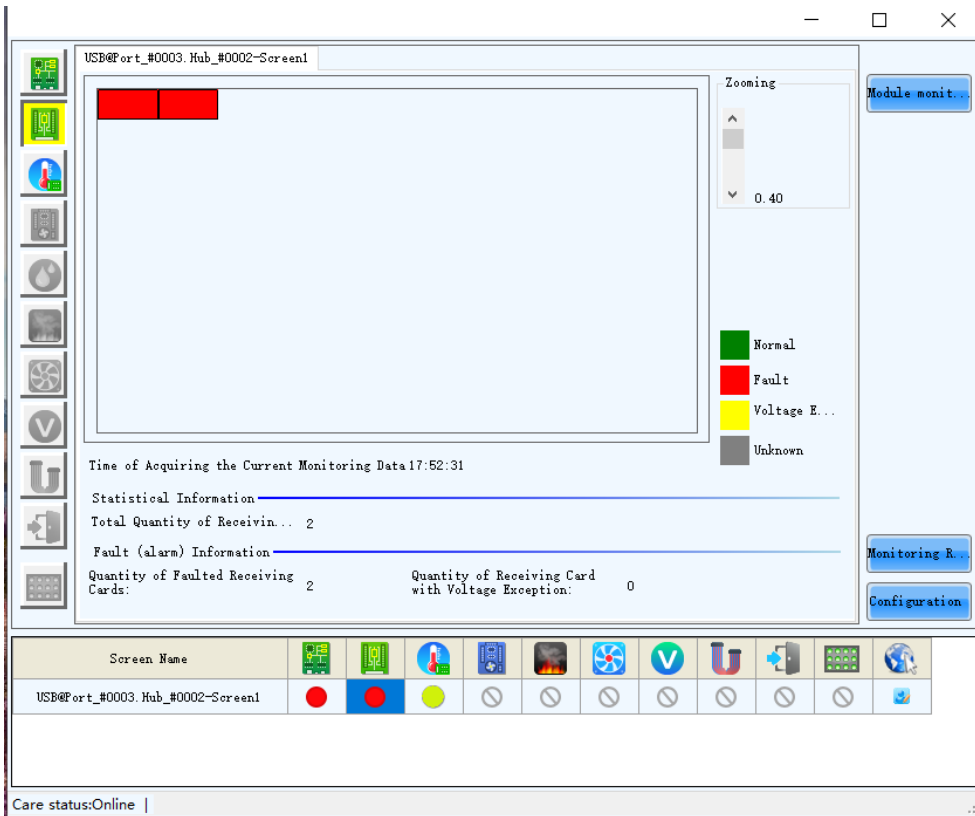 USB@Port_#0003.Hub_#0002-Screen1
Zooming
Module monit...
0.40
Normal
Fault
Voltage E...
Unknown
Time of Acquiring the Current Monitoring Data 17:52:31
Statistical Information
Total Quantity of Receivin... 2
Fault (alarm) Information
Quantity of Faulted Receiving
Cards: 2
Quantity of Receiving Card
with Voltage Exception: 0
Monitoring R...
Configuration
Screen Name
USB@Port_#0003.Hub_#0002-Screen1
Care status:Online |